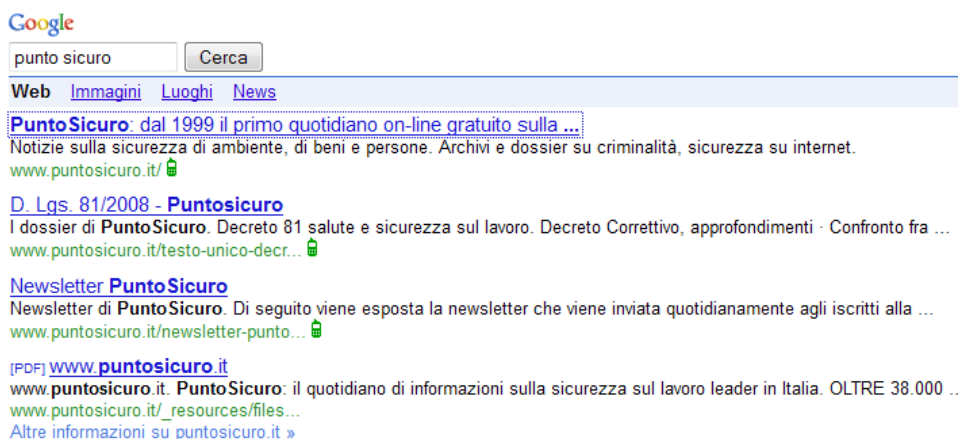 Google
punto sicuro Cerca
Web Immagini Luoghi News
PuntoSicuro: dal 1999 il primo quotidiano on-line gratuito sulla ...
Notizie sulla sicurezza di ambiente, di beni e persone. Archivi e dossier su criminalità, sicurezza su internet.
www.puntosicuro.it/
D. Lgs. 81/2008 - Puntosicuro
I dossier di PuntoSicuro. Decreto 81 salute e sicurezza sul lavoro. Decreto Correttivo, approfondimenti · Confronto fra ...
www.puntosicuro.it/testo-unico-decr...
Newsletter PuntoSicuro
Newsletter di PuntoSicuro. Di seguito viene esposta la newsletter che viene inviata quotidianamente agli iscritti alla ...
www.puntosicuro.it/newsletter-punto...
[PDF] www.puntosicuro.it
www.puntosicuro.it. PuntoSicuro: il quotidiano di informazioni sulla sicurezza sul lavoro leader in Italia. OLTRE 38.000 ..
www.puntosicuro.it/_resources/files...
Altre informazioni su puntosicuro.it »